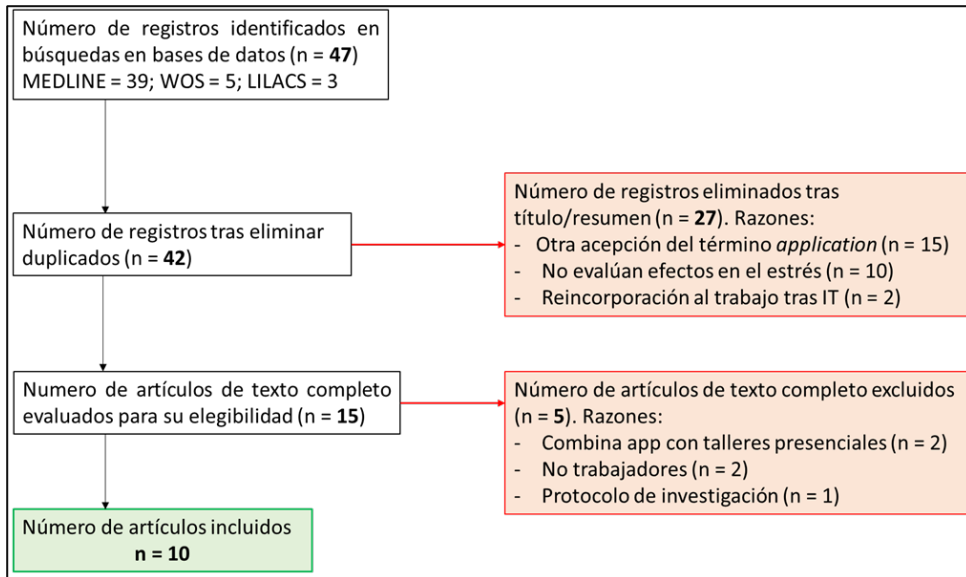 Número de registros identificados en
búsquedas en bases de datos (n = 47)
MEDLINE = 39; WOS = 5; LILACS = 3
Número de registros tras eliminar
duplicados (n = 42)
Número de registros eliminados tras
título/resumen (n = 27). Razones:
- Otra acepción del término application (n = 15)
- No evalúan efectos en el estrés (n = 10)
- Reincorporación al trabajo tras IT (n = 2)
Numero de artículos de texto completo
evaluados para su elegibilidad (n = 15)
Número de artículos de texto completo excluidos
(n = 5). Razones:
- Combina app con talleres presenciales (n = 2)
- No trabajadores (n = 2)
- Protocolo de investigación (n = 1)
Número de artículos incluidos
n = 10